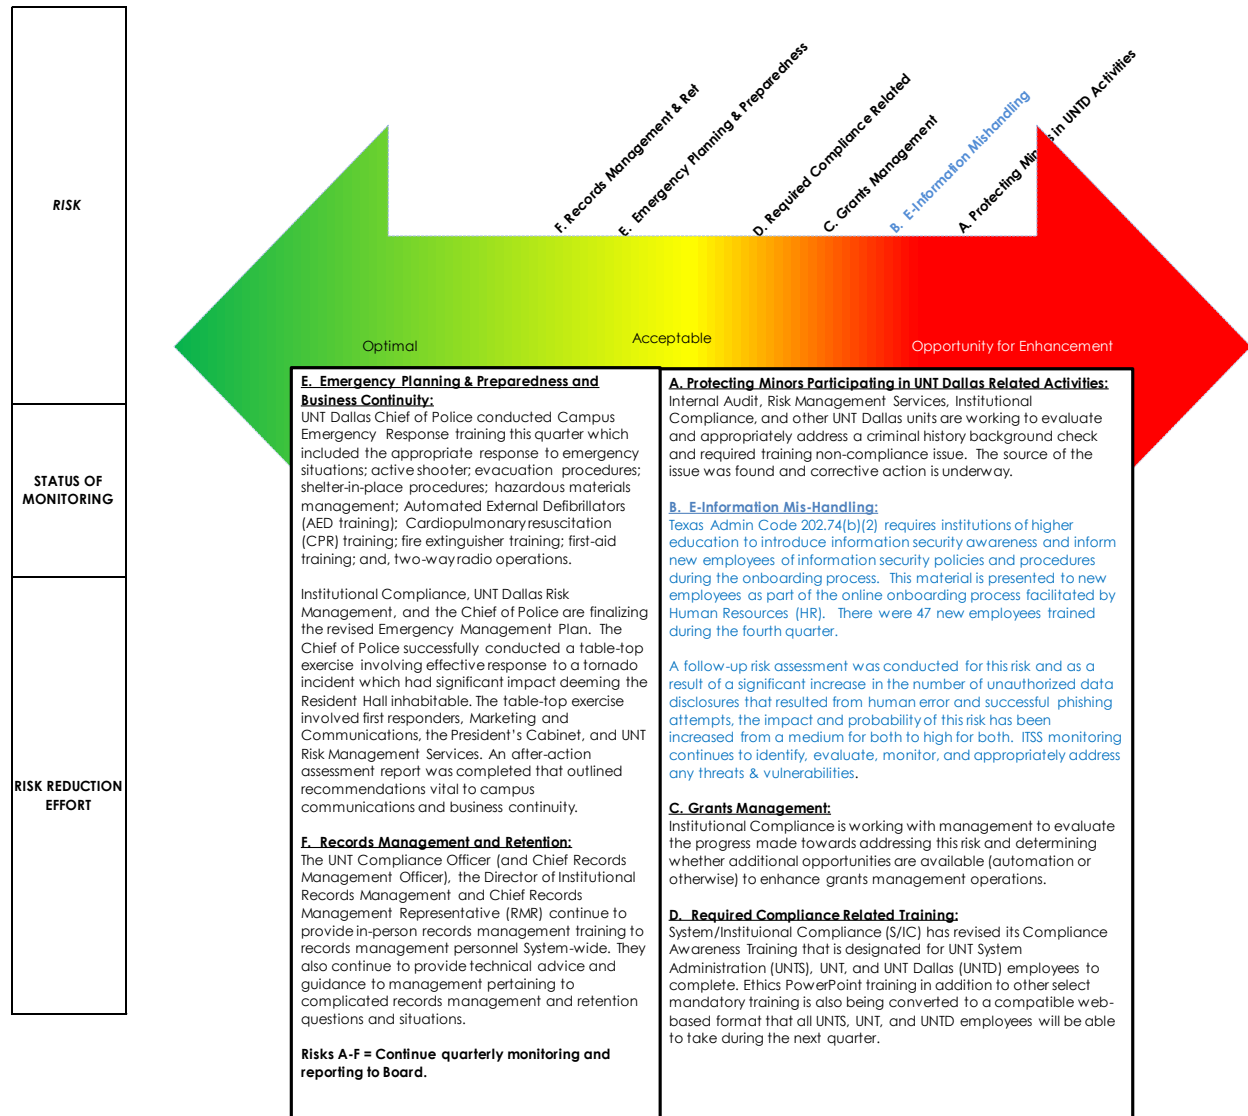 RISK
STATUS OF
MONITORING
RISK REDUCTION
EFFORT
F. Records Management & Ret
E. Emergency Planning & Preparedness
D. Required Compliance Related
C. Grants Management
B. E-Information Mishandling
A. Protecting Minors in UNTD Activities
Optimal
Acceptable
Opportunity for Enhancement
E. Emergency Planning & Preparedness and
Business Continuity:
UNT Dallas Chief of Police conducted Campus
Emergency Response training this quarter which
included the appropriate response to emergency
situations; active shooter; evacuation procedures;
shelter-in-place procedures; hazardous materials
management; Automated External Defibrillators
(AED training); Cardiopulmonary resuscitation
(CPR) training; fire extinguisher training; first-aid
training; and, two-way radio operations.
Institutional Compliance, UNT Dallas Risk
Management, and the Chief of Police are finalizing
the revised Emergency Management Plan. The
Chief of Police successfully conducted a table-top
exercise involving effective response to a tornado
incident which had significant impact deeming the
Resident Hall inhabitable. The table-top exercise
involved first responders, Marketing and
Communications, the President's Cabinet, and UNT
Risk Management Services. An after-action
assessment report was completed that outlined
recommendations vital to campus
communications and business continuity.
F. Records Management and Retention:
The UNT Compliance Officer (and Chief Records
Management Officer), the Director of Institutional
Records Management and Chief Records
Management Representative (RMR) continue to
provide in-person records management training to
records management personnel System-wide. They
also continue to provide technical advice and
guidance to management pertaining to
complicated records management and retention
questions and situations.
Risks A-F = Continue quarterly monitoring and
reporting to Board.
A. Protecting Minors Participating in UNT Dallas Related Activities:
Internal Audit, Risk Management Services, Institutional
Compliance, and other UNT Dallas units are working to evaluate
and appropriately address a criminal history background check
and required training non-compliance issue. The source of the
issue was found and corrective action is underway.
B. E-Information Mis-Handling:
Texas Admin Code 202.74(b)(2) requires institutions of higher
education to introduce information security awareness and inform
new employees of information security policies and procedures
during the onboarding process. This material is presented to new
employees as part of the online onboarding process facilitated by
Human Resources (HR). There were 47 new employees trained
during the fourth quarter.
A follow-up risk assessment was conducted for this risk and as a
result of a significant increase in the number of unauthorized data
disclosures that resulted from human error and successful phishing
attempts, the impact and probability of this risk has been
increased from a medium for both to high for both. ITSS monitoring
continues to identify, evaluate, monitor, and appropriately address
any threats & vulnerabilities.
C. Grants Management:
Institutional Compliance is working with management to evaluate
the progress made towards addressing this risk and determining
whether additional opportunities are available (automation or
otherwise) to enhance grants management operations.
D. Required Compliance Related Training:
System/Instituional Compliance (S/IC) has revised its Compliance
Awareness Training that is designated for UNT System
Administration (UNTS), UNT, and UNT Dallas (UNTD) employees to
complete. Ethics PowerPoint training in addition to other select
mandatory training is also being converted to a compatible web-
based format that all UNTS, UNT, and UNTD employees will be able
to take during the next quarter.